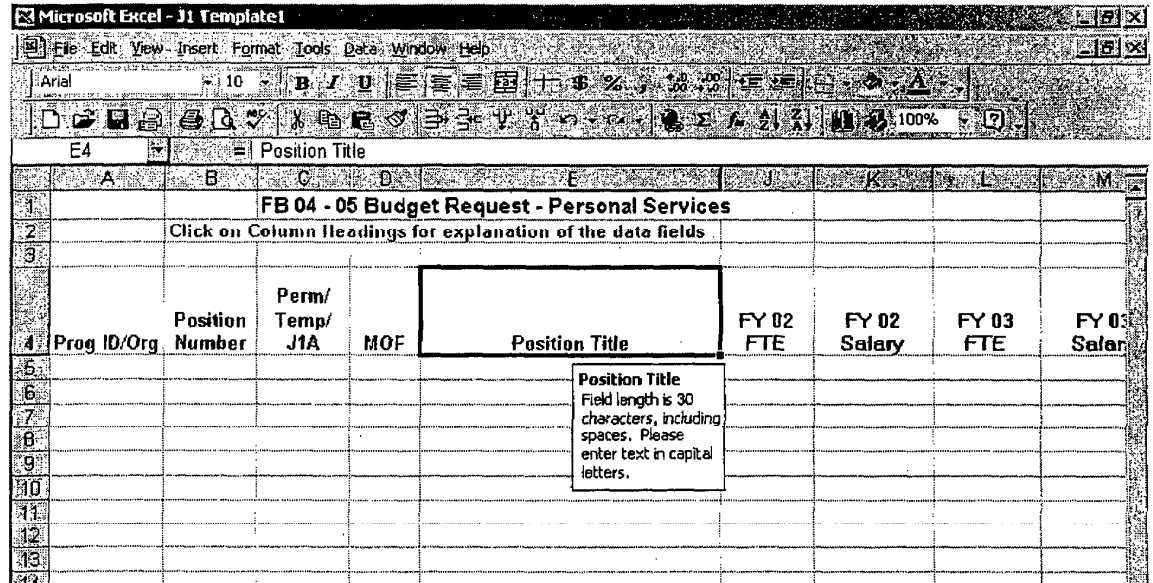 Microsoft Excel - J1 Template1
File Edit View Insert Format Tools Data Window Help
Arial 10 B I U $ % , A
100% ?
E4 = Position Title
A B C D E J K L M
1 FB 04 - 05 Budget Request - Personal Services
2 Click on Column Headings for explanation of the data fields
3
Perm/
Position Temp/ FY 02 FY 02 FY 03 FY 03
4 Prog ID/Org Number J1A MOF Position Title FTE Salary FTE Salar
5 Position Title
6 Field length is 30
7 characters, including
8 spaces. Please
9 enter text in capital
10 letters.
11
12
13